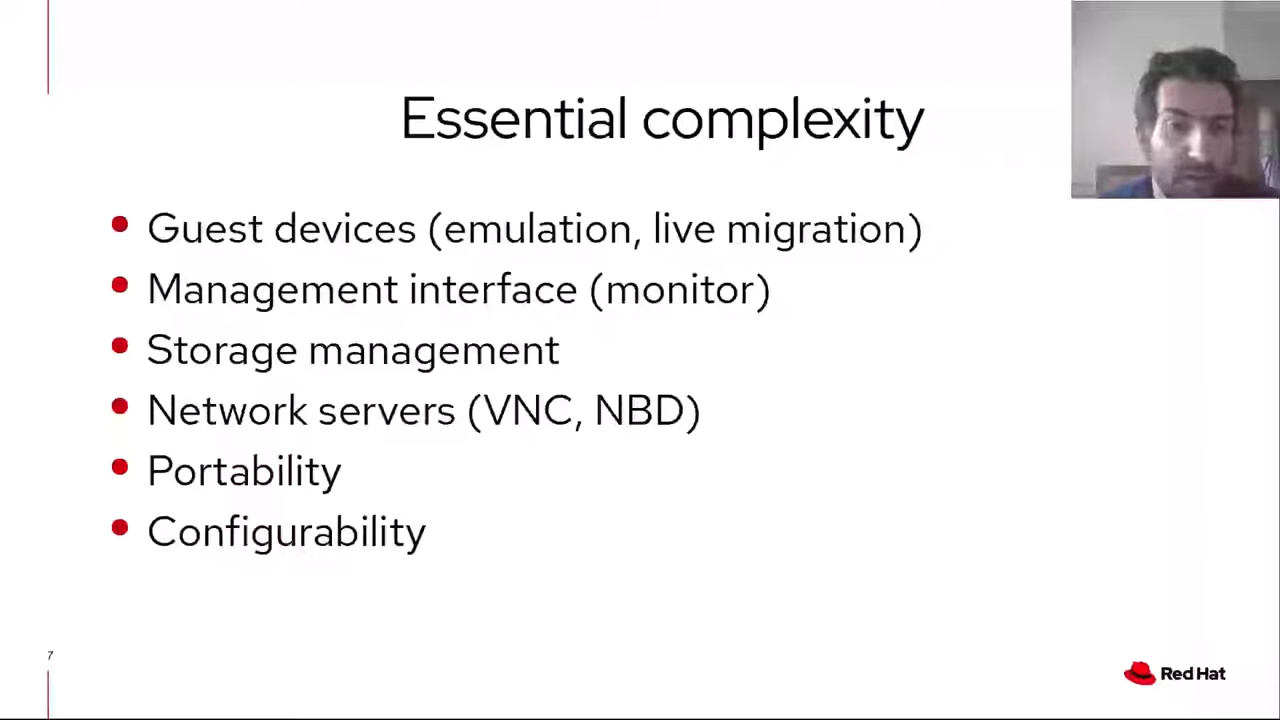 Essential complexity
Guest devices (emulation, live migration)
Management interface (monitor)
Storage management
Network servers (VNC, NBD)
Portability
Configurability
7
Red Hat